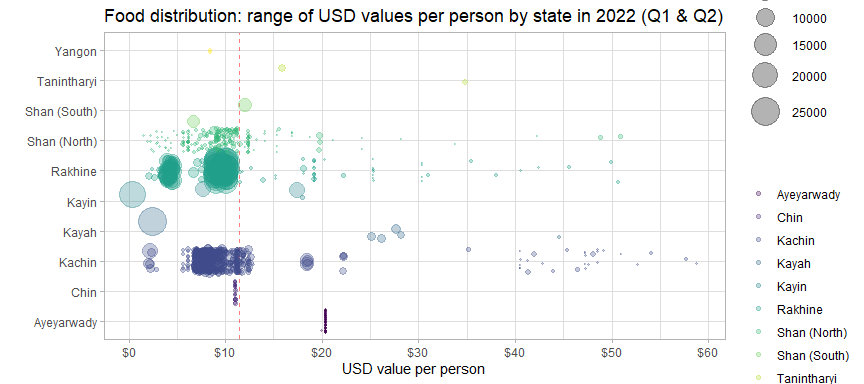 Food distribution: range of USD values per person by state in 2022 (Q1 & Q2)
Yangon
Tanintharyi
Shan (South)
Shan (North)
Rakhine
Kayin
Kayah
Kachin
Chin
Ayeyarwady
$0
$10
$20
$30
$40
$50
$60
USD value per person
10000
15000
20000
25000
Ayeyarwady
Chin
Kachin
Kayah
Kayin
Rakhine
Shan (North)
Shan (South)
Tanintharyi